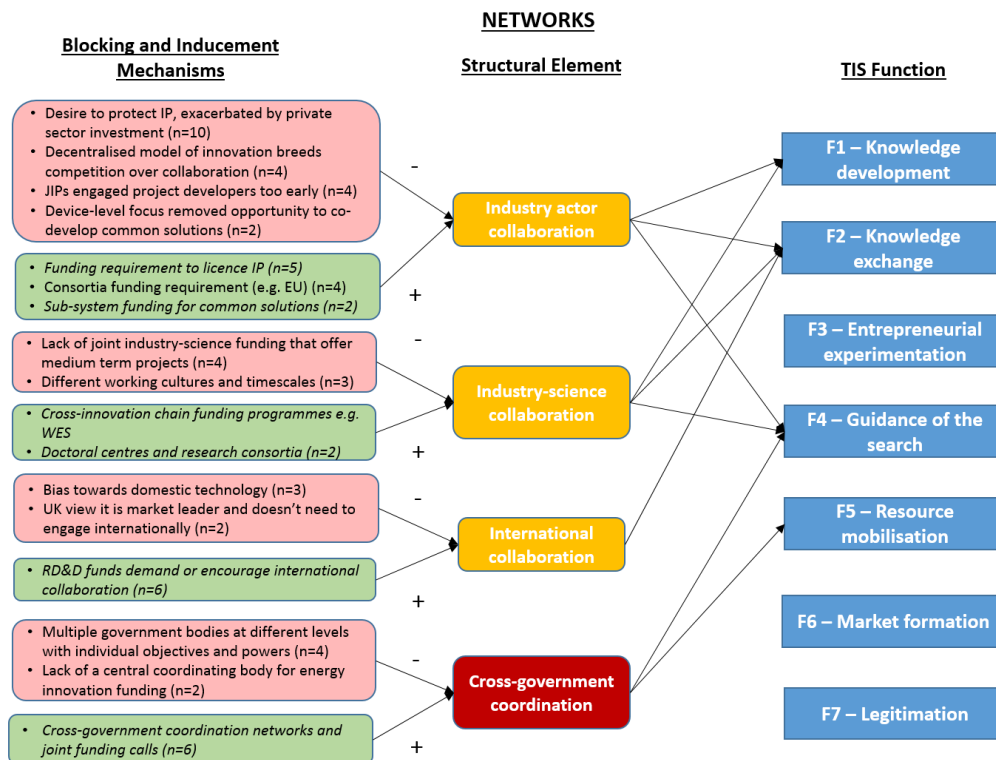 NETWORKS
Blocking and Inducement
Mechanisms
Structural Element
TIS Function
• Desire to protect IP, exacerbated by private
sector investment (n=10)
• Decentralised model of innovation breeds
competition over collaboration (n=4)
• JIPs engaged project developers too early (n=4)
• Device-level focus removed opportunity to co-
develop common solutions (n=2)
-
• Funding requirement to licence IP (n=5)
• Consortia funding requirement (e.g. EU) (n=4)
• Sub-system funding for common solutions (n=2)
+
Industry actor
collaboration
• Lack of joint industry-science funding that offer
medium term projects (n=4)
• Different working cultures and timescales (n=3)
-
• Cross-innovation chain funding programmes e.g.
WES
• Doctoral centres and research consortia (n=2)
+
Industry-science
collaboration
• Bias towards domestic technology (n=3)
• UK view it is market leader and doesn't need to
engage internationally (n=2)
-
• RD&D funds demand or encourage international
collaboration (n=6)
+
International
collaboration
• Multiple government bodies at different levels
with individual objectives and powers (n=4)
• Lack of a central coordinating body for energy
innovation funding (n=2)
-
• Cross-government coordination networks and
joint funding calls (n=6)
+
Cross-government
coordination
F1 – Knowledge
development
F2 – Knowledge
exchange
F3 – Entrepreneurial
experimentation
F4 – Guidance of the
search
F5 – Resource
mobilisation
F6 – Market formation
F7 – Legitimation